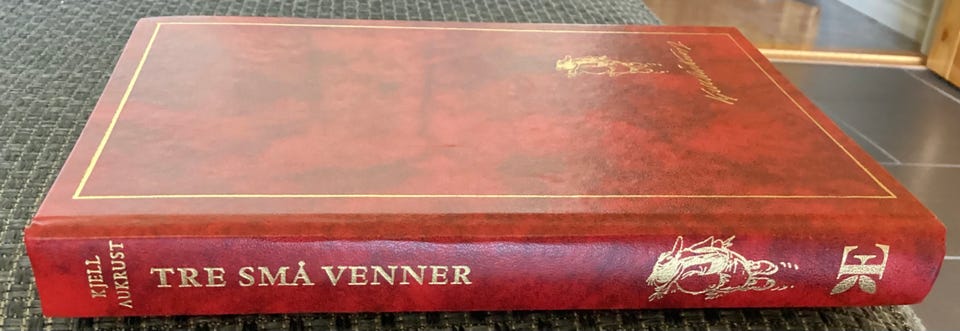 KJELL
AUKRUST
TRE SMÅ VENNER